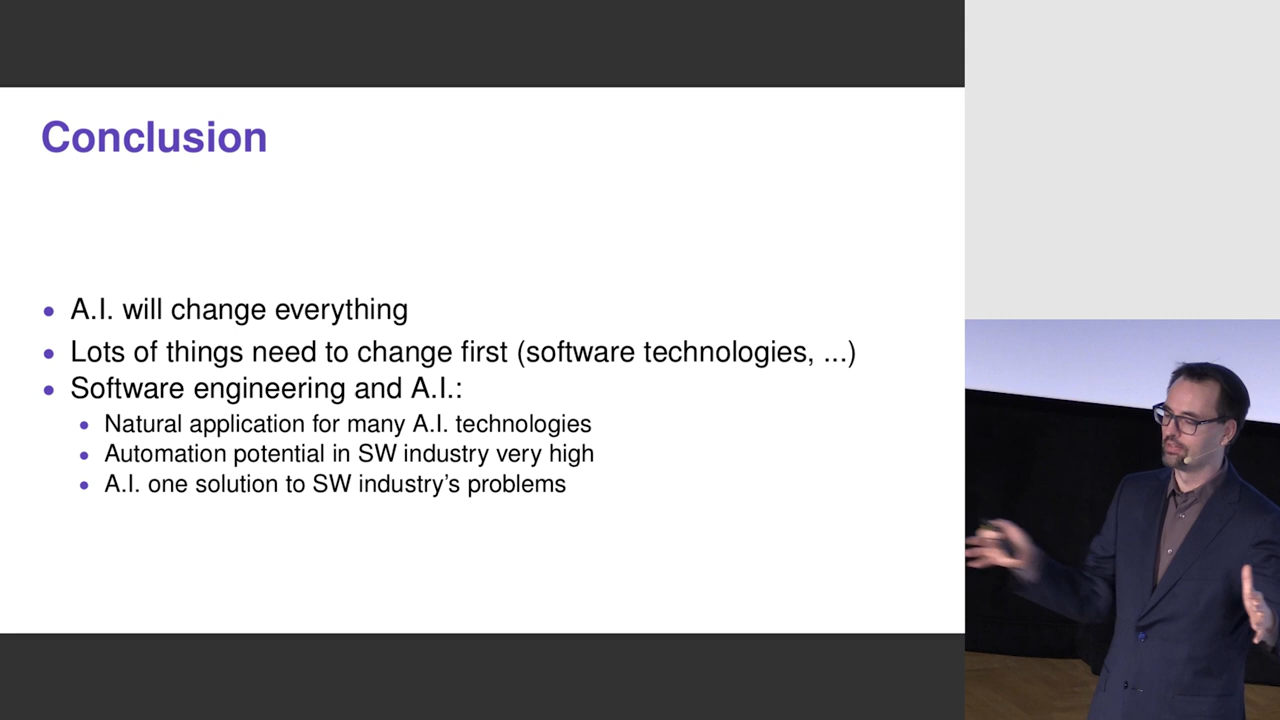 Conclusion
A.I. will change everything
Lots of things need to change first (software technologies, ...)
Software engineering and A.I.:
Natural application for many A.I. technologies
Automation potential in SW industry very high
A.I. one solution to SW industry's problems